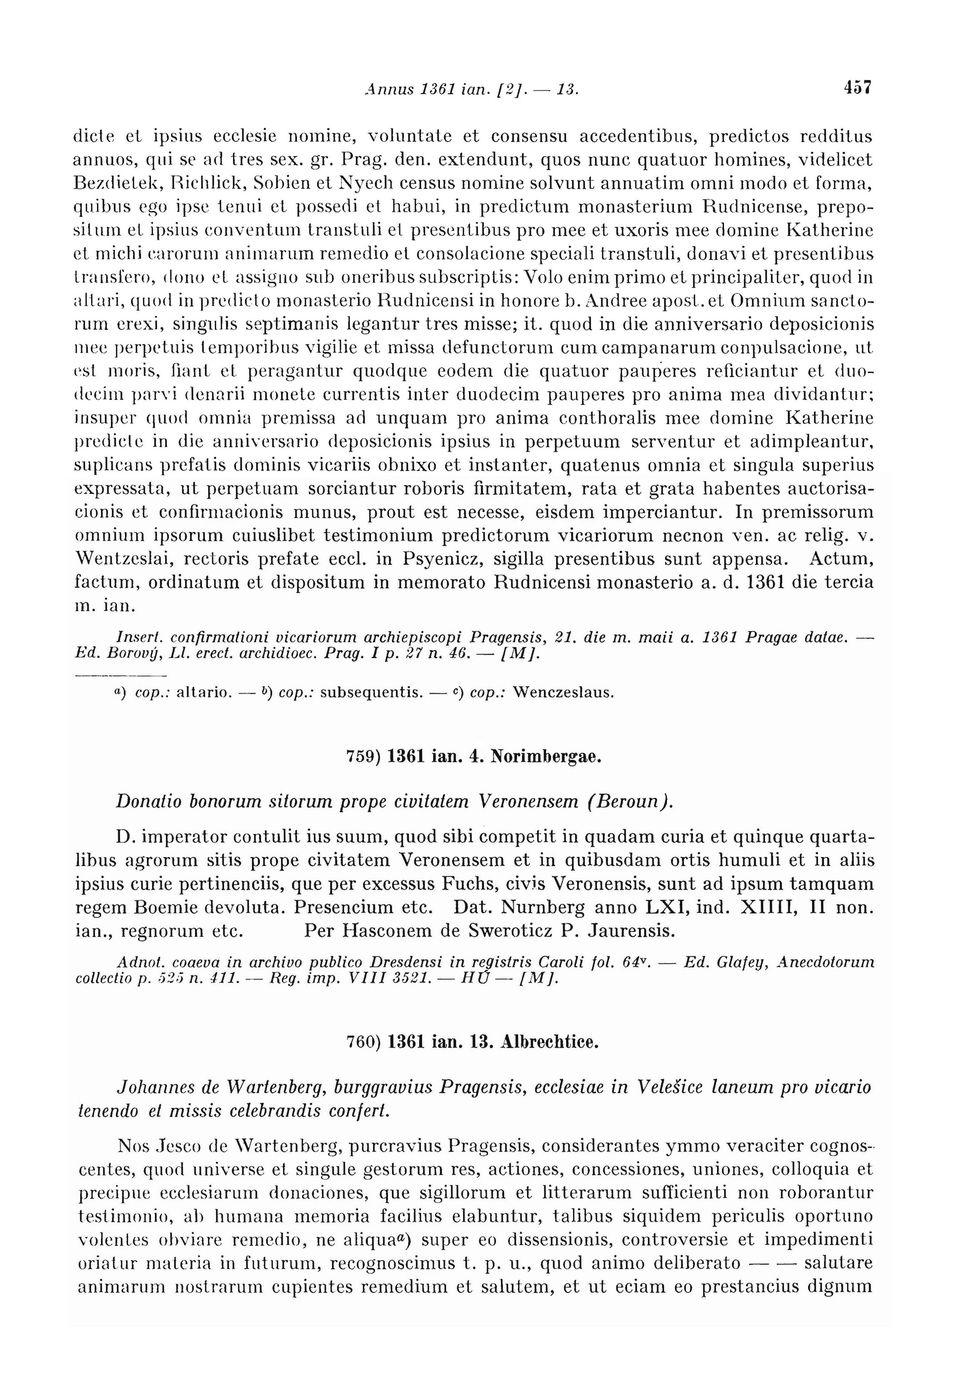 Annus 1361 ian. [2]. — 13. 457
dicte et ipsius ecclesie nomine, voluntate et consensu accedentibus, predictos redditus
annuos, qui se ad tres sex. gr. Prag. den. extendunt, quos nunc quatuor homines, videlicet
Bezdietek, Richlick, Sobien et Nyech census nomine solvunt annuatim omni modo et forma,
quibus ego ipse tenui et possedi et habui, in predictum monasterium Rudnicense, prepo-
situm et ipsius conventum transtuli et presentibus pro mee et uxoris mee domine Katherine
et michi carorum animarum remedio et consolacione speciali transtuli, donavi et presentibus
transfero, dono et assigno sub oneribus subscriptis: Volo enim primo et principaliter, quod in
altari, quod in predicto monasterio Rudnicensi in honore b. Andree apost. et Omnium sancto-
rum erexi, singulis septimanis legantur tres misse; it. quod in die anniversario deposicionis
mee perpetuis temporibus vigilie et missa defunctorum cum campanarum conpulsacione, ut
est moris, fiant et peragantur quodque eodem die quatuor pauperes reficiantur et duo-
decim parvi denarii monete currentis inter duodecim pauperes pro anima mea dividantur;
insuper quod omnia premissa ad unquam pro anima conthoralis mee domine Katherine
predicte in die anniversario deposicionis ipsius in perpetuum serventur et adimpleantur,
suplicans prefatis dominis vicariis obnixo et instanter, quatenus omnia et singula superius
expressata, ut perpetuam sorciantur roboris firmitatem, rata et grata habentes auctorisa-
cionis et confirmacionis munus, prout est necesse, eisdem imperciantur. In premissorum
omnium ipsorum cuiuslibet testimonium predictorum vicariorum necnon ven. ac relig. v.
Wentzeslai, rectoris prefate eccl. in Psyenicz, sigilla presentibus sunt appensa. Actum,
factum, ordinatum et dispositum in memorato Rudnicensi monasterio a. d. 1361 die tercia
m. ian.
Insert. confirmationi vicariorum archiepiscopi Pragensis, 21. die m. maii a. 1361 Pragae datae. —
Ed. Borový, Ll. erect. archidioec. Prag. I p. 27 n. 46. — [M].
a) cop.: altario. — b) cop.: subsequentis. — c) cop.: Wenczeslaus.
759) 1361 ian. 4. Norimbergae.
Donatio bonorum sitorum prope civitatem Veronensem (Beroun).
D. imperator contulit ius suum, quod sibi competit in quadam curia et quinque quarta-
libus agrorum sitis prope civitatem Veronensem et in quibusdam ortis humuli et in aliis
ipsius curie pertinenciis, que per excessus Fuchs, civis Veronensis, sunt ad ipsum tamquam
regem Boemie devoluta. Presencium etc. Dat. Nurnberg anno LXI, ind. XIIII, II non.
ian., regnorum etc. Per Hasconem de Sweroticz P. Jaurensis.
Adnot. coaeva in archivo publico Dresdensi in registris Caroli fol. 64v. — Ed. Glafey, Anecdotorum
collectio p. 525 n. 411. — Reg. imp. VIII 3521. — HÚ — [M].
760) 1361 ian. 13. Albrechtice.
Johannes de Wartenberg, burggravius Pragensis, ecclesiae in Velešice laneum pro vicario
tenendo et missis celebrandis confert.
Nos Jesco de Wartenberg, purcravius Pragensis, considerantes ymmo veraciter cognos-
centes, quod universe et singule gestorum res, actiones, concessiones, uniones, colloquia et
precipue ecclesiarum donaciones, que sigillorum et litterarum sufficienti non roborantur
testimonio, ab humana memoria facilius elabuntur, talibus siquidem periculis oportuno
volentes obviare remedio, ne aliquaa) super eo dissensionis, controversie et impedimenti
oriatur materia in futurum, recognoscimus t. p. u., quod animo deliberato — — salutare
animarum nostrarum cupientes remedium et salutem, et ut eciam eo prestancius dignum